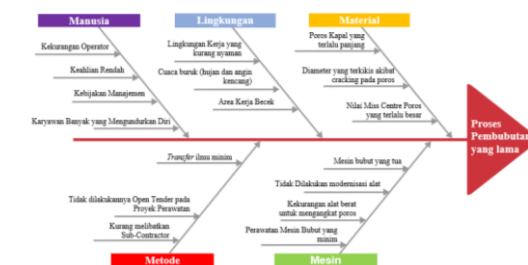 Manusia
Lingkungan
Material
Kekurangan Operator
Keahlian Rendah
Kebijakan Manajemen
Karyawan Banyak yang Mengundurkan Diri
Lingkungan Kerja yang
kurang nyaman
Cuaca buruk (hujan dan angin
kencang)
Area Kerja Becek
Poros Kapal yang
terlalu panjang
Diameter yang terkikis akibat
cracking pada poros
Nilai Miss Centre Poros
yang terlalu besar
Proses
Pembubutan
yang lama
Transfer ilmu minim
Tidak dilakukannya Open Tender pada
Proyek Perawatan
Kurang melibatkan
Sub-Contractor
Mesin bubut yang tua
Tidak Dilakukan modernisasi alat
Kekurangan alat berat
untuk mengangkat poros
Perawatan Mesin Bubut yang
minim
Metode
Mesin